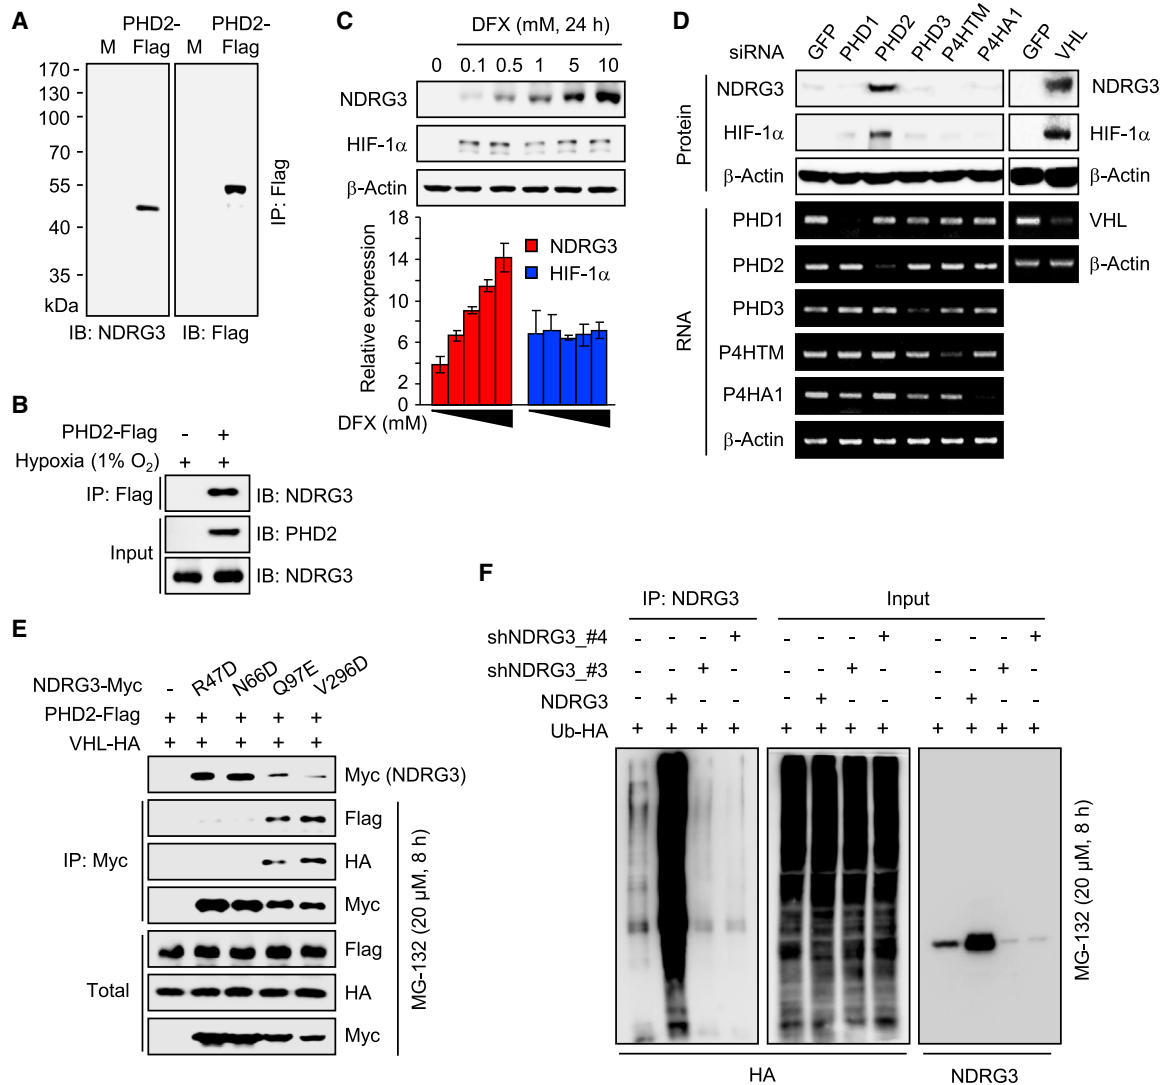 A
PHD2-
M Flag
PHD2-
M Flag
170 -
130 -
100 -
70 -
55 -
40 -
35 -
kDa
IP: Flag
IB: NDRG3 IB: Flag
B
PHD2-Flag - +
Hypoxia (1% O₂) + +
IP: Flag IB: NDRG3
Input IB: PHD2
IB: NDRG3
C
DFX (mM, 24 h)
0 0.1 0.5 1 5 10
NDRG3
HIF-1α
β-Actin
Relative expression
18
14
10
6
2
0
NDRG3
HIF-1α
DFX (mM)
D
siRNA GFP PHD1 PHD2 PHD3 P4HTM P4HA1 GFP VHL
Protein
NDRG3 NDRG3
HIF-1α HIF-1α
β-Actin β-Actin
RNA
PHD1 VHL
PHD2 β-Actin
PHD3
P4HTM
P4HA1
β-Actin
E
NDRG3-Myc - R47D N66D Q97E V296D
PHD2-Flag + + + + +
VHL-HA + + + + +
Myc (NDRG3)
IP: Myc
Flag
HA
Myc
Total
Flag
HA
Myc
MG-132 (20 µM, 8 h)
F
IP: NDRG3 Input
shNDRG3_#4 - - - + - - - + - - - +
shNDRG3_#3 - - + - - - + - - - + -
NDRG3 - + - - - + - - - + - -
Ub-HA + + + + + + + + + + + +
MG-132 (20 µM, 8 h)
HA NDRG3